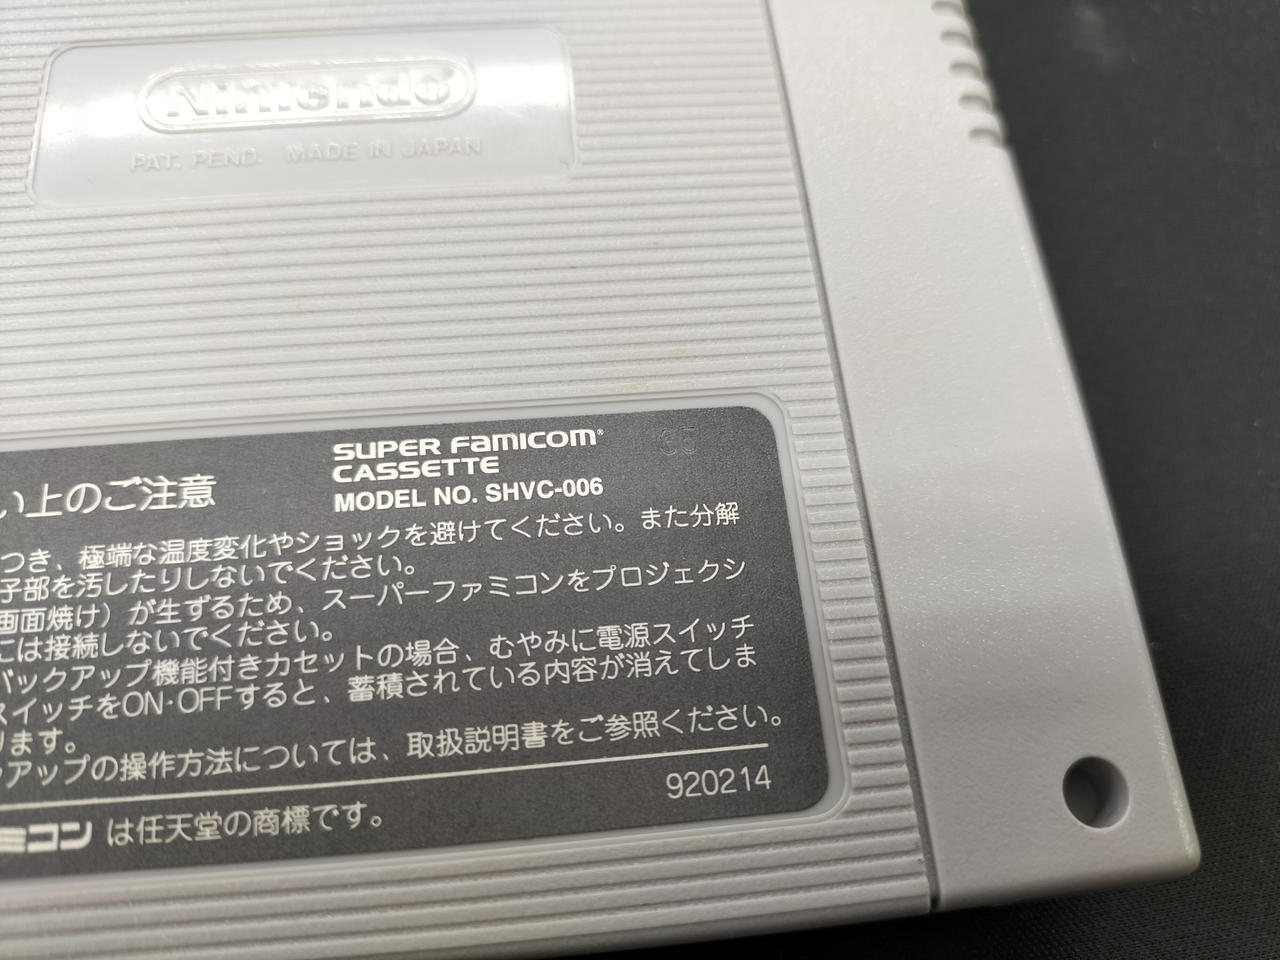 Nintendo
PAT. PEND. MADE IN JAPAN
SUPER FAMICOM
CASSETTE
MODEL NO. SHVC-006
い上のご注意
つき、極端な温度変化やショックを避けてください。また分解
子部を汚したりしないでください。
画面焼け）が生ずるため、スーパーファミコンをプロジェクシ
には接続しないでください。
バックアップ機能付きカセットの場合、むやみに電源スイッチ
スイッチをON·OFFすると、蓄積されている内容が消えてしま
ります。
クアップの操作方法については、取扱説明書をご参照ください。
920214
ミコン は任天堂の商標です。